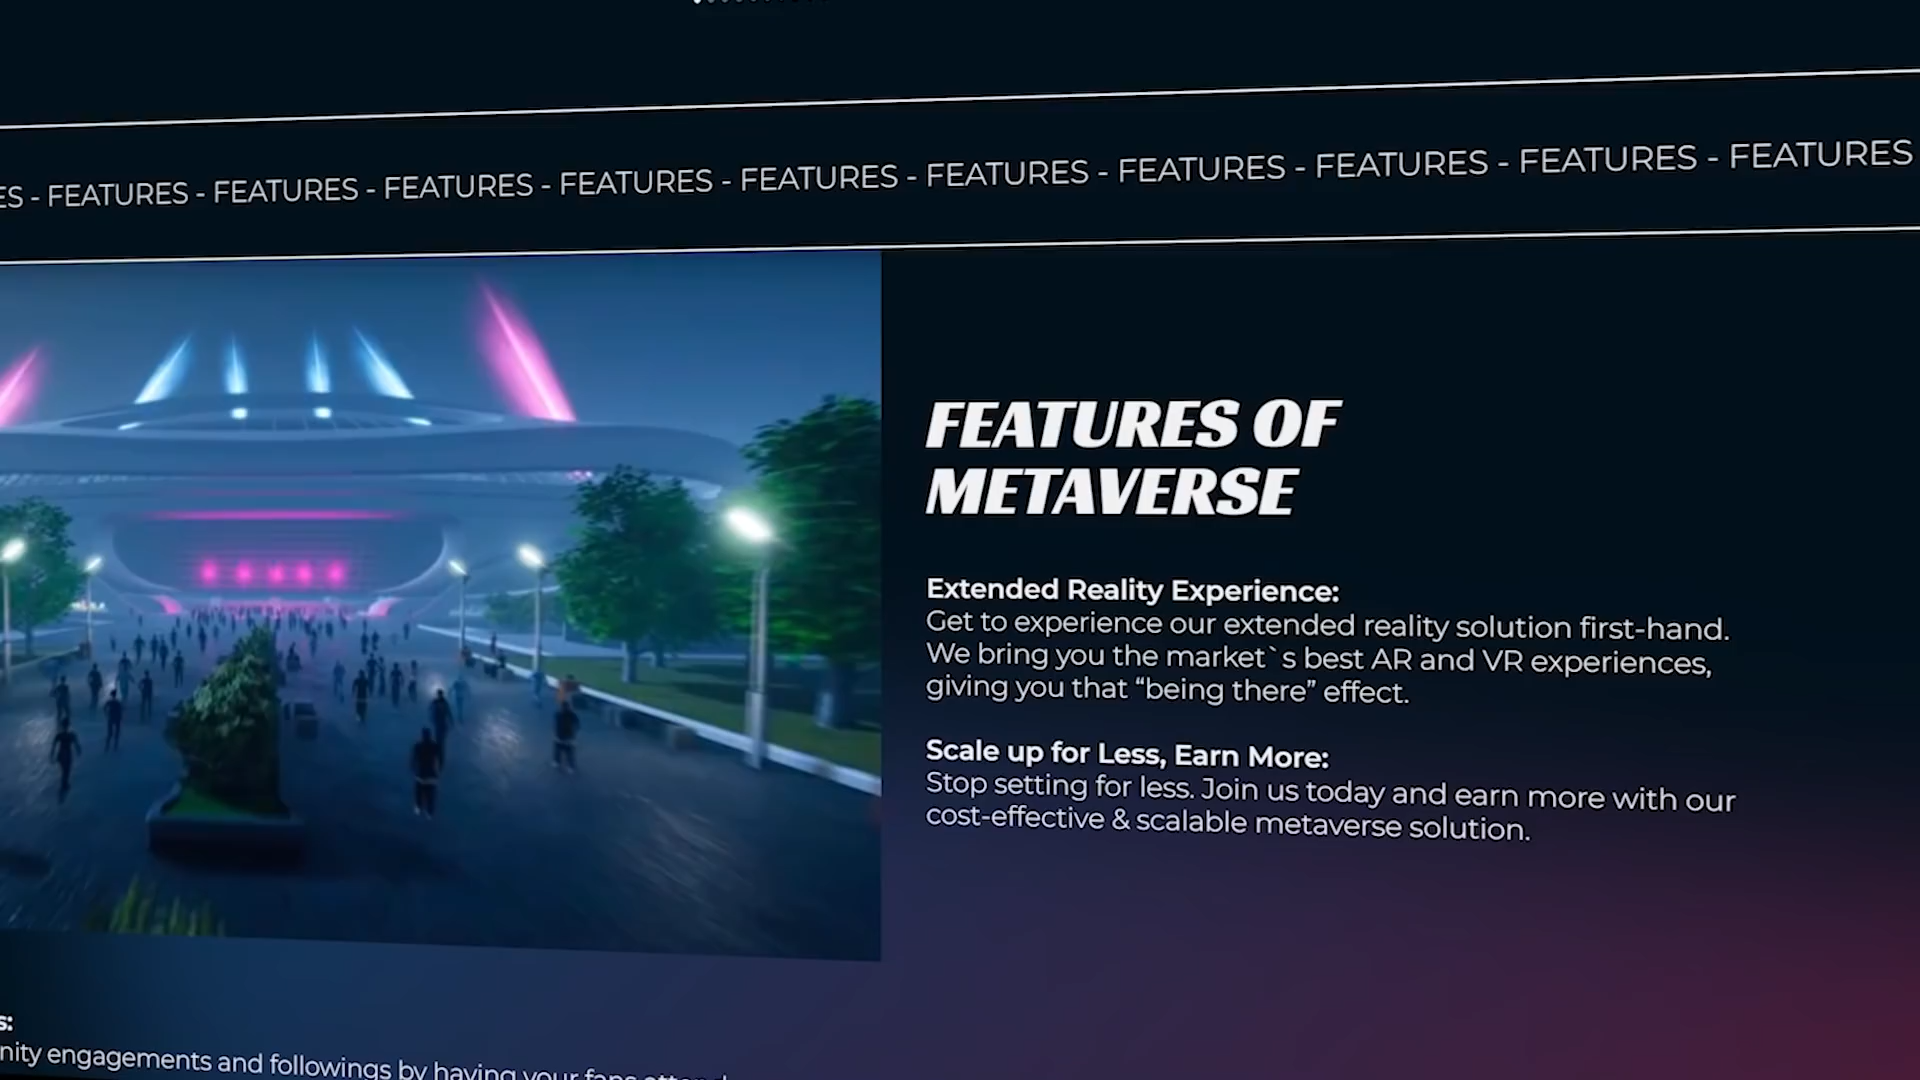 ES - FEATURES - FEATURES - FEATURES - FEATURES - FEATURES - FEATURES - FEATURES - FEATURES - FEATURES - FEATURES
FEATURES OF
METAVERSE
Extended Reality Experience:
Get to experience our extended reality solution first-hand.
We bring you the market`s best AR and VR experiences,
giving you that “being there” effect.
Scale up for Less, Earn More:
Stop setting for less. Join us today and earn more with our
cost-effective & scalable metaverse solution.
s:
nity engagements and followings by having your fans